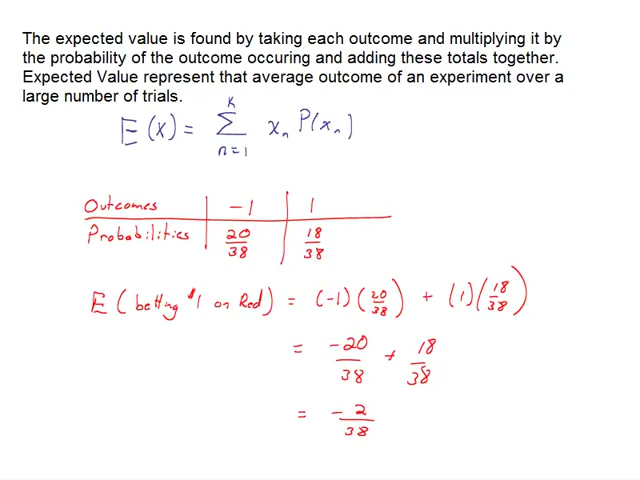 The expected value is found by taking each outcome and multiplying it by
the probability of the outcome occuring and adding these totals together.
Expected Value represent that average outcome of an experiment over a
large number of trials.
E(x) = K Σ n=1 xₙ P(xₙ)
Outcomes | -1 | 1
Probabilities | 20/38 | 18/38
E(betting $1 on Red) = (-1)(20/38) + (1)(18/38)
= -20/38 + 18/38
= -2/38